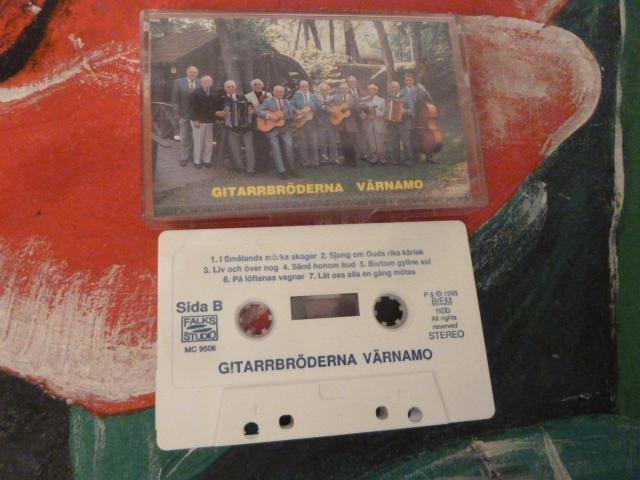 GITARRBRÖDERNA VÄRNAMO
1. I Smålands mörka skogar 2. Sjung om Guds rika kärlek
3. Liv och över nog 4. Sänd honom bud 5. Bortom gyllne sol
6. På löftenas vagnar 7. Låt oss alla en gång mötas
Sida B
FALKS
STUDIO
MC 9506
P & © 1995
BIEM
n©b
All rights
reserved
STEREO
GITARRBRÖDERNA VÄRNAMO